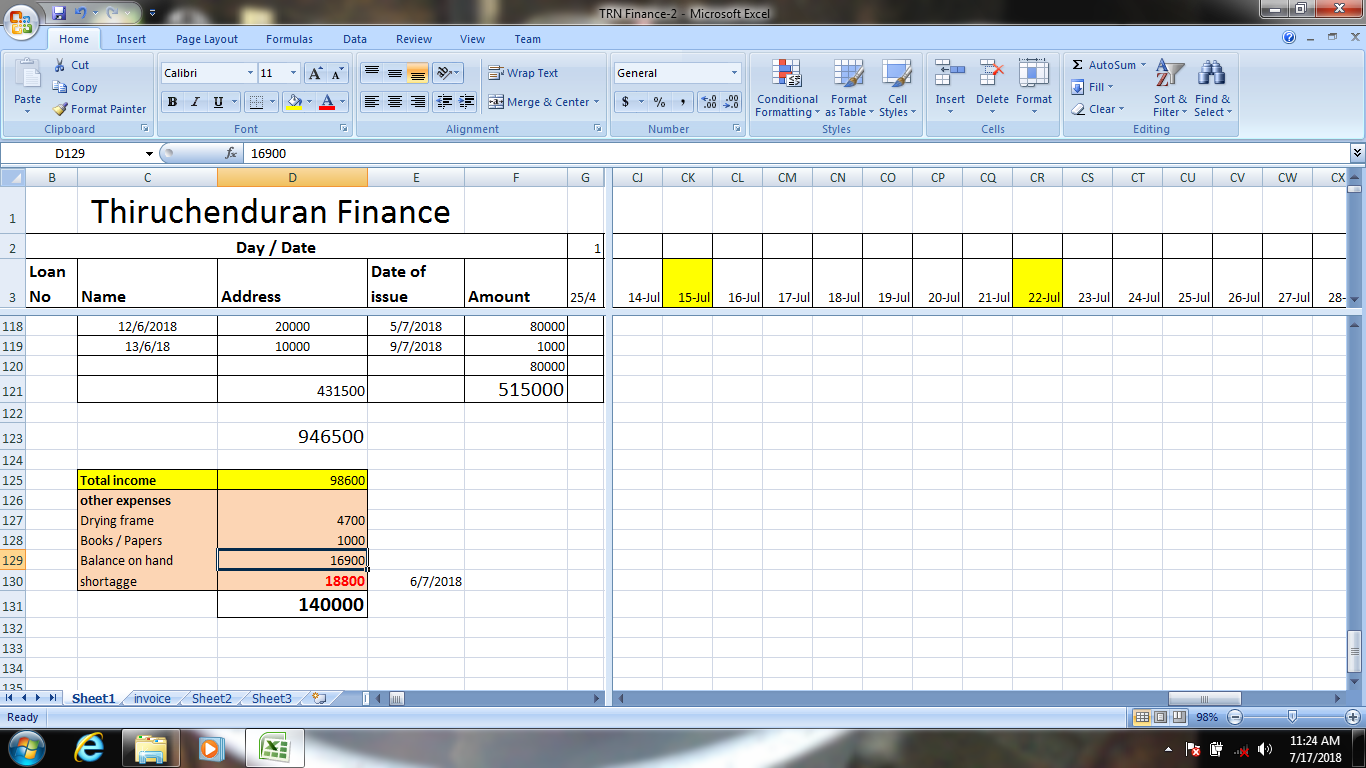 TRN Finance-2 - Microsoft Excel
Home Insert Page Layout Formulas Data Review View Team
Paste
Cut
Copy
Format Painter
Clipboard
Calibri 11
B I U
Font
Wrap Text
Merge & Center
Alignment
General
$ % ,
Number
Conditional Formatting
Format as Table
Cell Styles
Styles
Insert Delete Format
Cells
Σ AutoSum
Fill
Clear
Sort & Filter
Find & Select
Editing
D129 fx 16900
B C D E F G CJ CK CL CM CN CO CP CQ CR CS CT CU CV CW CX
1 Thiruchenduran Finance
2 Day / Date 1
3 Loan No Name Address Date of issue Amount 25/4 14-Jul 15-Jul 16-Jul 17-Jul 18-Jul 19-Jul 20-Jul 21-Jul 22-Jul 23-Jul 24-Jul 25-Jul 26-Jul 27-Jul 28-
118 12/6/2018 20000 5/7/2018 80000
119 13/6/18 10000 9/7/2018 1000
120 80000
121 431500 515000
122
123 946500
124
125 Total income 98600
126 other expenses
127 Drying frame 4700
128 Books / Papers 1000
129 Balance on hand 16900
130 shortagge 18800 6/7/2018
131 140000
132
133
134
135
Sheet1 invoice Sheet2 Sheet3
Ready 98%
11:24 AM
7/17/2018